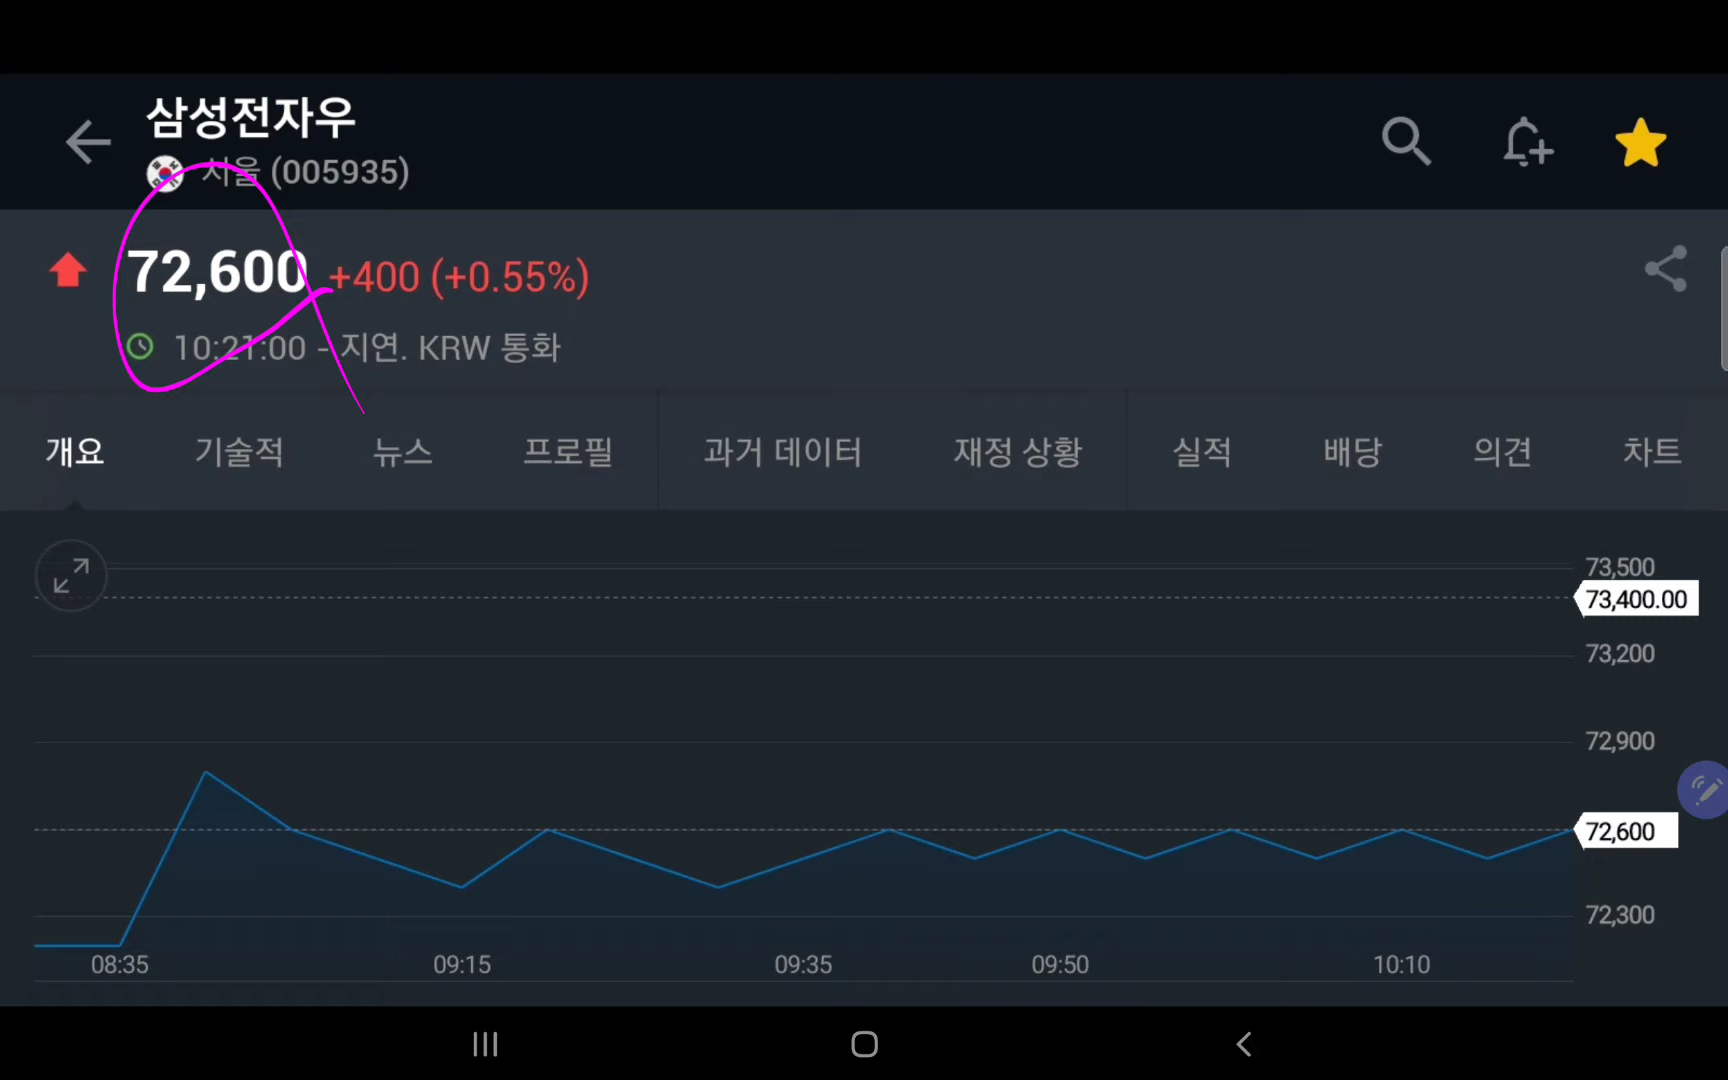 삼성전자우
서울 (005935)
72,600 +400 (+0.55%)
10:21:00 - 지연. KRW 통화
개요 기술적 뉴스 프로필 과거 데이터 재정 상황 실적 배당 의견 차트
73,500
73,400.00
73,200
72,900
72,600
72,300
08:35 09:15 09:35 09:50 10:10